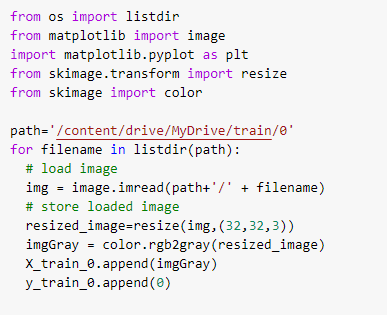 from os import listdir
from matplotlib import image
import matplotlib.pyplot as plt
from skimage.transform import resize
from skimage import color

path='/content/drive/MyDrive/train/0'
for filename in listdir(path):
  # load image
  img = image.imread(path+'/' + filename)
  # store loaded image
  resized_image=resize(img,(32,32,3))
  imgGray = color.rgb2gray(resized_image)
  X_train_0.append(imgGray)
  y_train_0.append(0)